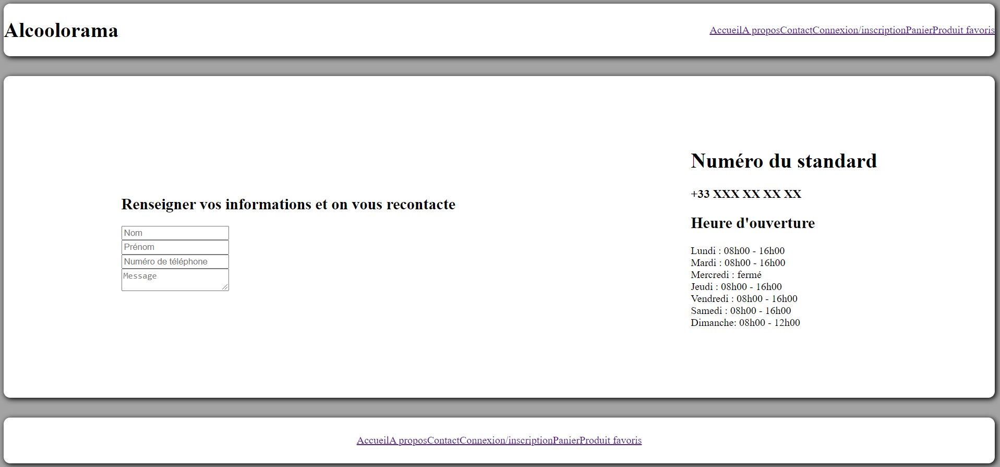 Alcoolorama
AccueilA proposContactConnexion/inscriptionPanierProduit favoris
Renseigner vos informations et on vous recontacte
Nom
Prénom
Numéro de téléphone
Message
Numéro du standard
+33 XXX XX XX XX
Heure d'ouverture
Lundi : 08h00 - 16h00
Mardi : 08h00 - 16h00
Mercredi : fermé
Jeudi : 08h00 - 16h00
Vendredi : 08h00 - 16h00
Samedi : 08h00 - 16h00
Dimanche: 08h00 - 12h00
AccueilA proposContactConnexion/inscriptionPanierProduit favoris